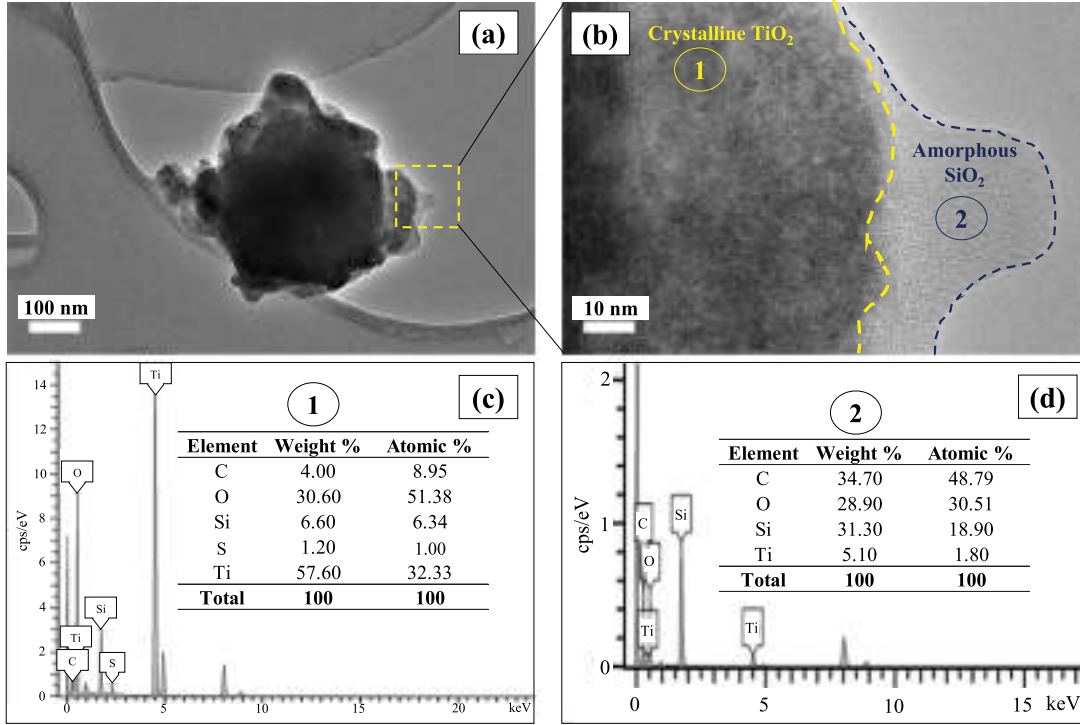 (a)
100 nm
(b)
Crystalline TiO₂
1
Amorphous
SiO₂
2
10 nm
(c)
1
Element Weight % Atomic %
C 4.00 8.95
O 30.60 51.38
Si 6.60 6.34
S 1.20 1.00
Ti 57.60 32.33
Total 100 100
Ti
O
Si
Ti
C
S
cps/eV
14
12
10
8
6
4
2
0
0 5 10 15 20 keV
(d)
2
Element Weight % Atomic %
C 34.70 48.79
O 28.90 30.51
Si 31.30 18.90
Ti 5.10 1.80
Total 100 100
C
Si
O
Ti
Ti
cps/eV
2
1
0
0 5 10 15 keV